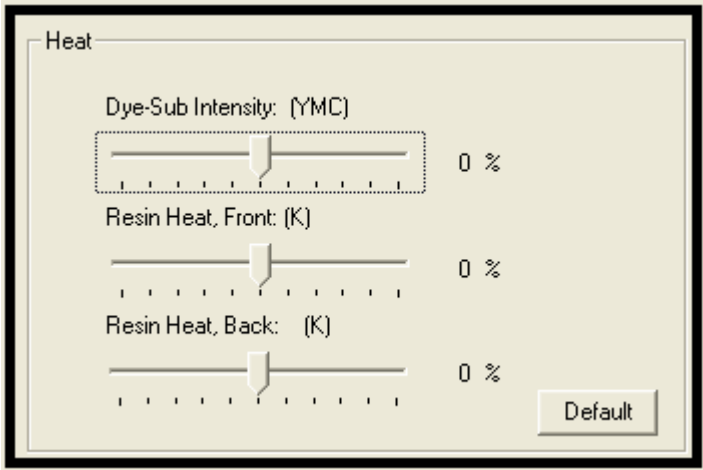 Heat
Dye-Sub Intensity: (YMC)
0 %
Resin Heat, Front: (K)
0 %
Resin Heat, Back: (K)
0 %
Default